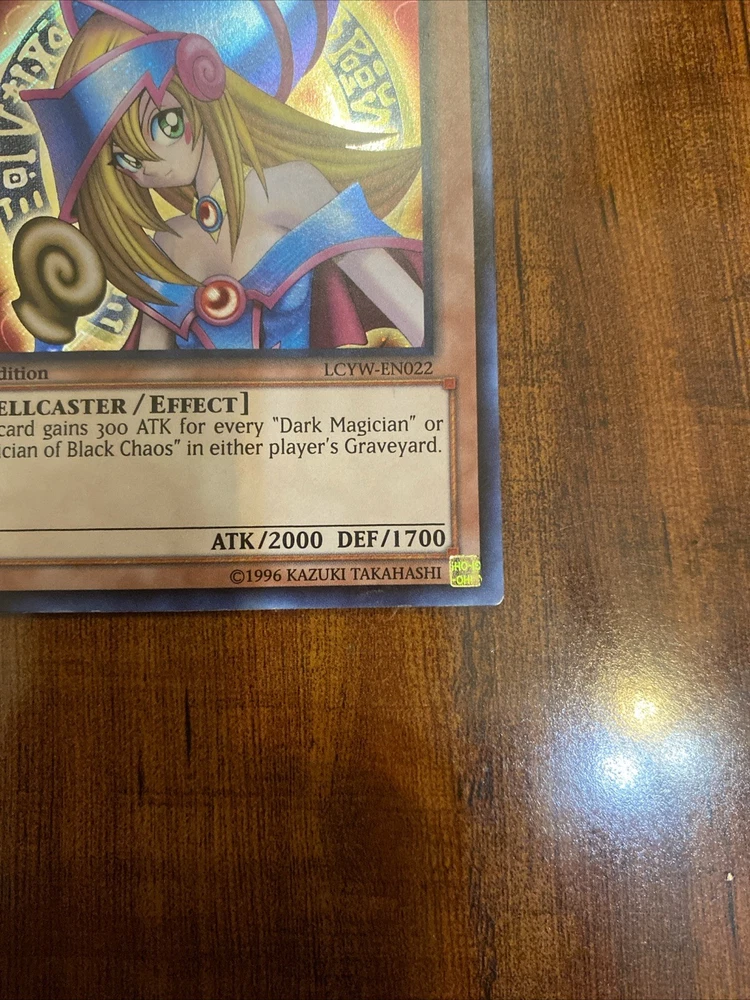 dition LCYW-EN022
ELLCASTER / EFFECT]
card gains 300 ATK for every "Dark Magician" or
cian of Black Chaos" in either player's Graveyard.
ATK/2000 DEF/1700
©1996 KAZUKI TAKAHASHI